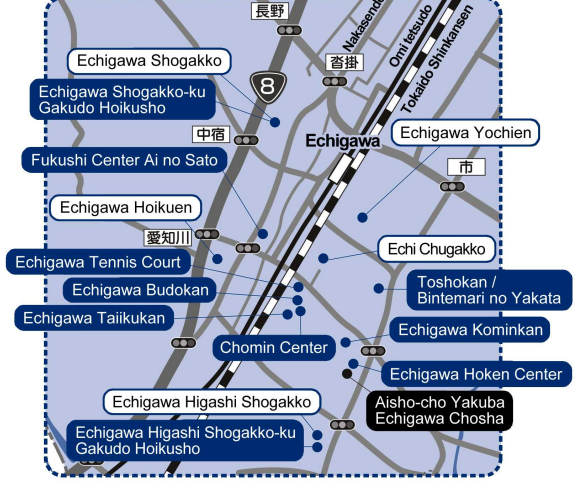 長野
Nakasendo
Omi tetsudo
Tokaido Shinkansen
Echigawa Shogakko
沓掛
8
Echigawa Shogakko-ku
Gakudo Hoikusho
中宿
Echigawa
Echigawa Yochien
Fukushi Center Ai no Sato
市
Echigawa Hoikuen
愛知川
Echi Chugakko
Echigawa Tennis Court
Toshokan /
Bintemari no Yakata
Echigawa Budokan
Echigawa Taiikukan
Echigawa Kominkan
Chomin Center
Echigawa Hoken Center
Echigawa Higashi Shogakko
Aisho-cho Yakuba
Echigawa Chosha
Echigawa Higashi Shogakko-ku
Gakudo Hoikusho